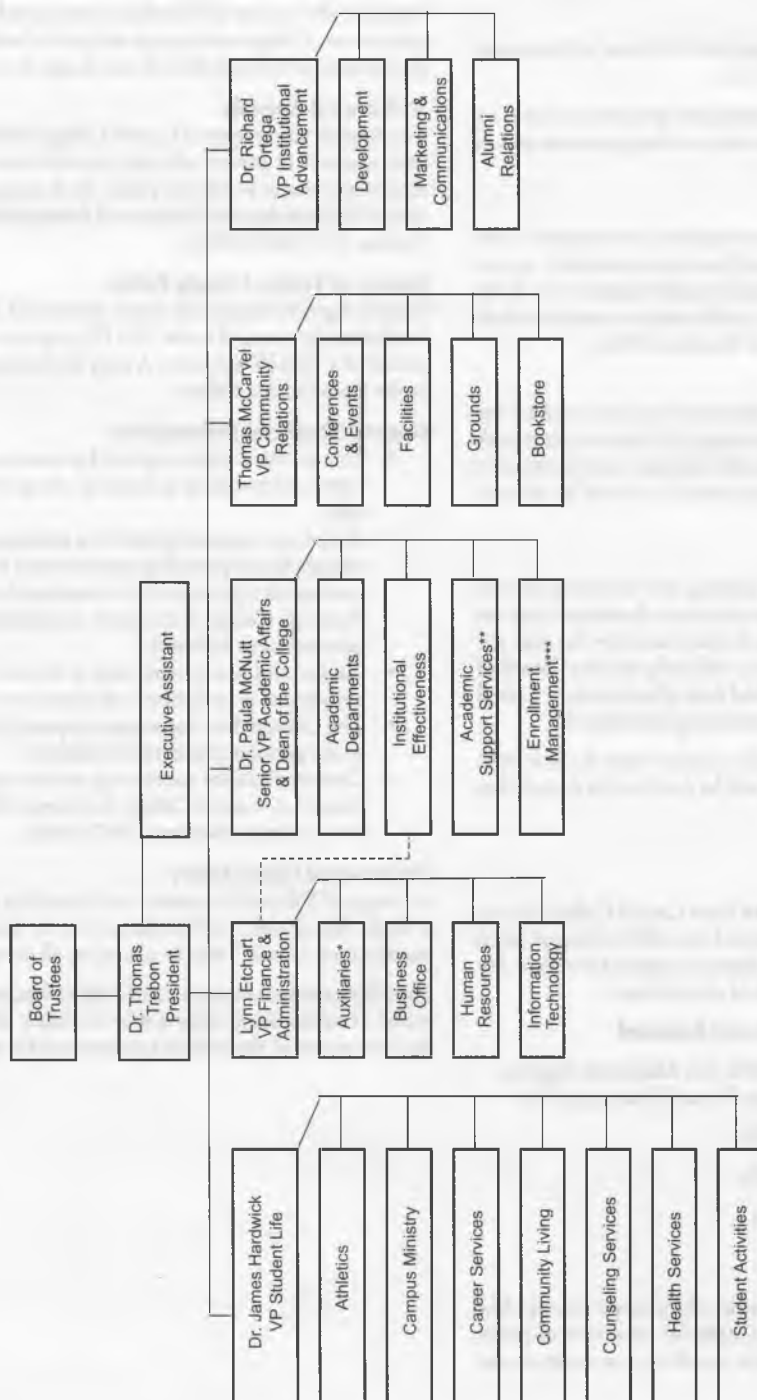 Board of
Trustees
Dr. Thomas
Trebon
President
Executive Assistant
Dr. James Hardwick
VP Student Life
Athletics
Campus Ministry
Career Services
Community Living
Counseling Services
Health Services
Student Activities
Lynn Etchart
VP Finance &
Administration
Auxiliaries*
Business
Office
Human
Resources
Information
Technology
Dr. Paula McNutt
Senior VP Academic Affairs
& Dean of the College
Academic
Departments
Institutional
Effectiveness
Academic
Support Services**
Enrollment
Management***
Thomas McCarvel
VP Community
Relations
Conferences
& Events
Facilities
Grounds
Bookstore
Dr. Richard
Ortega
VP Institutional
Advancement
Development
Marketing &
Communications
Alumni
Relations